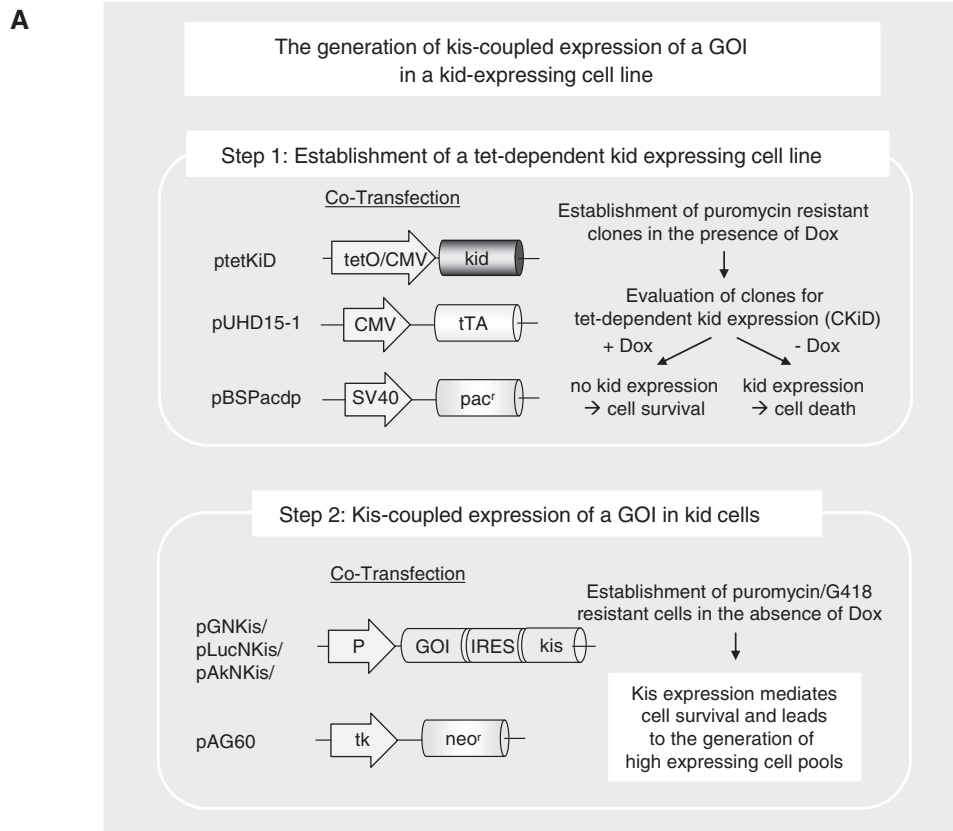 A
The generation of kis-coupled expression of a GOI
in a kid-expressing cell line
Step 1: Establishment of a tet-dependent kid expressing cell line
Co-Transfection
ptetKiD
tetO/CMV
kid
pUHD15-1
CMV
tTA
pBSPacdp
SV40
pacʳ
Establishment of puromycin resistant
clones in the presence of Dox
Evaluation of clones for
tet-dependent kid expression (CKiD)
+ Dox
- Dox
no kid expression
→ cell survival
kid expression
→ cell death
Step 2: Kis-coupled expression of a GOI in kid cells
Co-Transfection
pGNKis/
pLucNKis/
pAkNKis/
P
GOI
IRES
kis
pAG60
tk
neoʳ
Establishment of puromycin/G418
resistant cells in the absence of Dox
Kis expression mediates
cell survival and leads
to the generation of
high expressing cell pools